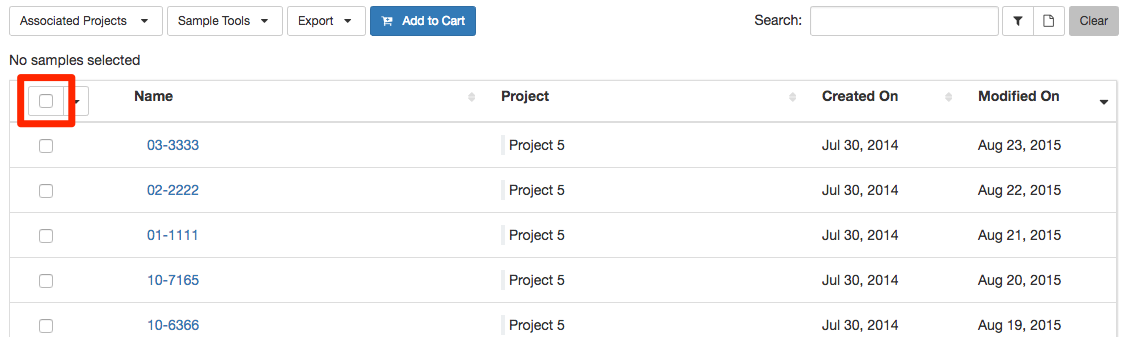 Associated Projects Sample Tools Export Add to Cart Search: Clear
No samples selected
Name Project Created On Modified On
03-3333 Project 5 Jul 30, 2014 Aug 23, 2015
02-2222 Project 5 Jul 30, 2014 Aug 22, 2015
01-1111 Project 5 Jul 30, 2014 Aug 21, 2015
10-7165 Project 5 Jul 30, 2014 Aug 20, 2015
10-6366 Project 5 Jul 30, 2014 Aug 19, 2015